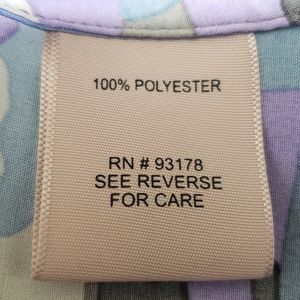 100% POLYESTER
RN # 93178
SEE REVERSE
FOR CARE